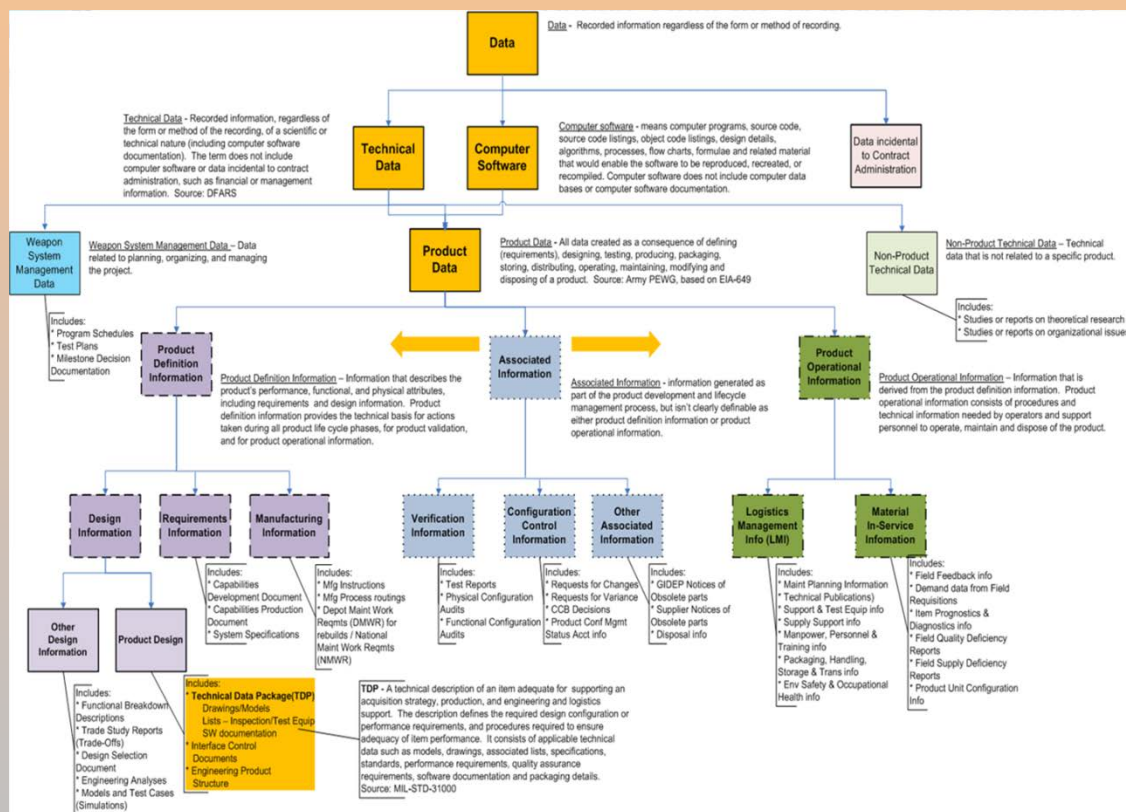 Data
Data - Recorded information regardless of the form or method of recording.
Technical Data - Recorded information, regardless of
the form or method of the recording, of a scientific or
technical nature (including computer software
documentation). The term does not include
computer software or data incidental to contract
administration, such as financial or management
information. Source: DFARS
Technical
Data
Computer
Software
Computer software - means computer programs, source code,
source code listings, object code listings, design details,
algorithms, processes, flow charts, formulae and related material
that would enable the software to be reproduced, recreated, or
recompiled. Computer software does not include computer data
bases or computer software documentation.
Data incidental
to Contract
Administration
Weapon
System
Management
Data
Weapon System Management Data – Data
related to planning, organizing, and managing
the project.
Product
Data
Product Data - All data created as a consequence of defining
(requirements), designing, testing, producing, packaging,
storing, distributing, operating, maintaining, modifying and
disposing of a product. Source: Army PEWG, based on EIA-649
Non-Product
Technical Data
Non-Product Technical Data – Technical
data that is not related to a specific product.
Includes:
* Program Schedules
* Test Plans
* Milestone Decision
Documentation
Includes:
* Studies or reports on theoretical research
* Studies or reports on organizational issues
Product
Definition
Information
Product Definition Information – Information that describes the
product's performance, functional, and physical attributes,
including requirements and design information. Product
definition information provides the technical basis for actions
taken during all product life cycle phases, for product validation,
and for product operational information.
Associated
Information
Associated Information - information generated as
part of the product development and lifecycle
management process, but isn't clearly definable as
either product definition information or product
operational information.
Product
Operational
Information
Product Operational Information – Information that is
derived from the product definition information. Product
operational information consists of procedures and
technical information needed by operators and support
personnel to operate, maintain and dispose of the product.
Design
Information
Requirements
Information
Manufacturing
Information
Verification
Information
Configuration
Control
Information
Other
Associated
Information
Logistics
Management
Info (LMI)
Material
In-Service
Infomation
Includes:
* Capabilities
Development Document
* Capabilities Production
Document
* System Specifications
Includes:
* Mfg Instructions
* Mfg Process routings
* Depot Maint Work
Reqmts (DMWR) for
rebuilds / National
Maint Work Reqmts
(NMWR)
Includes:
* Test Reports
* Physical Configuration
Audits
* Functional Configuration
Audits
Includes:
* Requests for Changes
* Requests for Variance
* CCB Decisions
* Product Conf Mgmt
Status Acct info
Includes:
* GIDEP Notices of
Obsolete parts
* Supplier Notices of
Obsolete parts
* Disposal info
Includes:
* Maint Planning Information
* Technical Publications)
* Support & Test Equip info
* Supply Support info
* Manpower, Personnel &
Training info
* Packaging, Handling,
Storage & Trans info
* Env Safety & Occupational
Health info
Includes:
* Field Feedback info
* Demand data from Field
Requisitions
* Item Prognostics &
Diagnostics info
* Field Quality Deficiency
Reports
* Field Supply Deficiency
Reports
* Product Unit Configuration
Info
Other
Design
Information
Product Design
Includes:
* Functional Breakdown
Descriptions
* Trade Study Reports
(Trade-Offs)
* Design Selection
Document
* Engineering Analyses
* Models and Test Cases
(Simulations)
Includes:
* Technical Data Package(TDP)
Drawings/Models
Lists – Inspection/Test Equip
SW documentation
* Interface Control
Documents
* Engineering Product
Structure
TDP - A technical description of an item adequate for supporting an
acquisition strategy, production, and engineering and logistics
support. The description defines the required design configuration or
performance requirements, and procedures required to ensure
adequacy of item performance. It consists of applicable technical
data such as models, drawings, associated lists, specifications,
standards, performance requirements, quality assurance
requirements, software documentation and packaging details.
Source: MIL-STD-31000